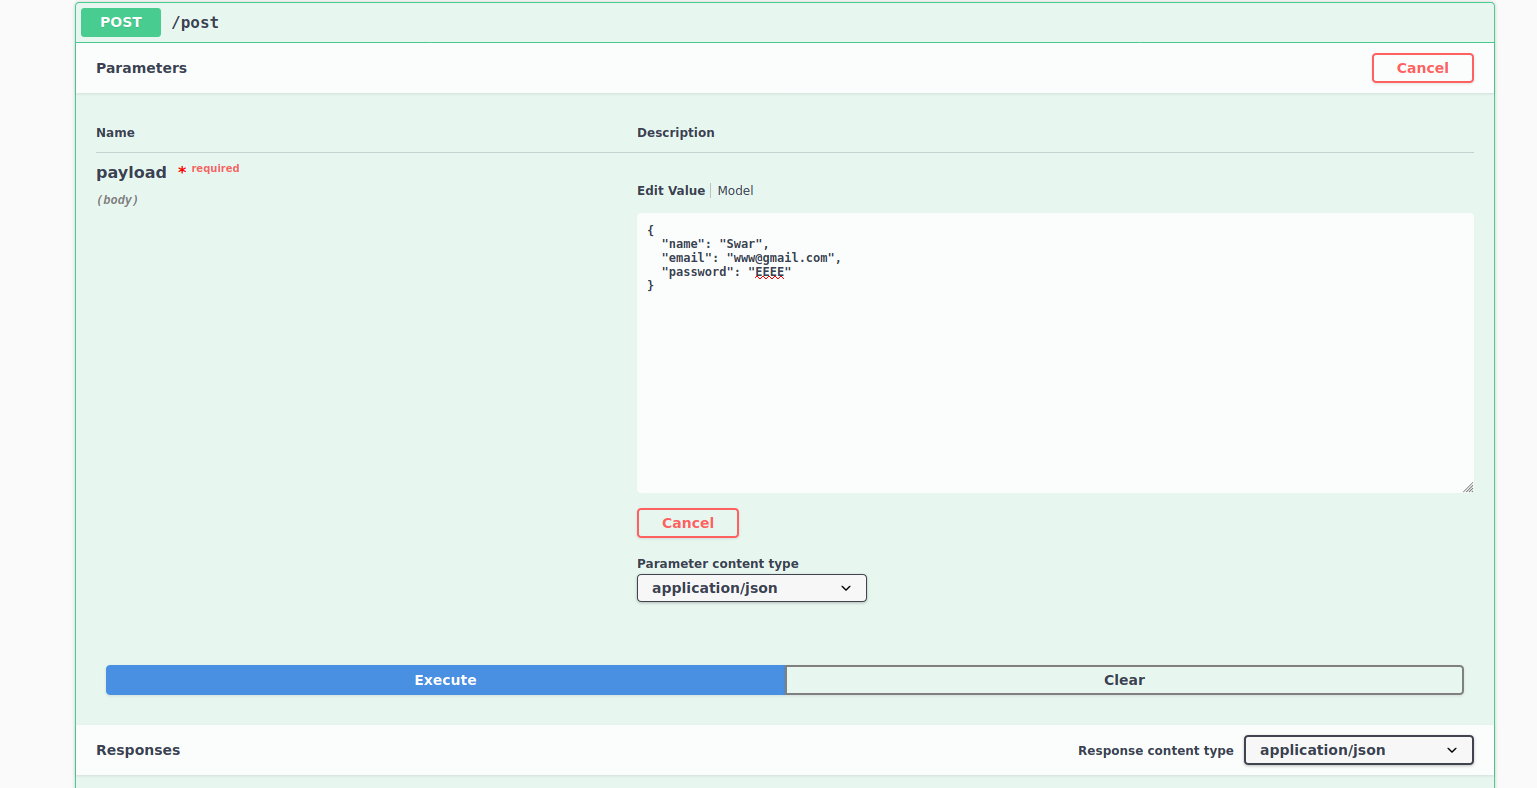 POST /post
Parameters Cancel
Name Description
payload * required
(body)
Edit Value Model
{
"name": "Swar",
"email": "www@gmail.com",
"password": "EEEE"
}
Cancel
Parameter content type
application/json
Execute Clear
Responses Response content type application/json